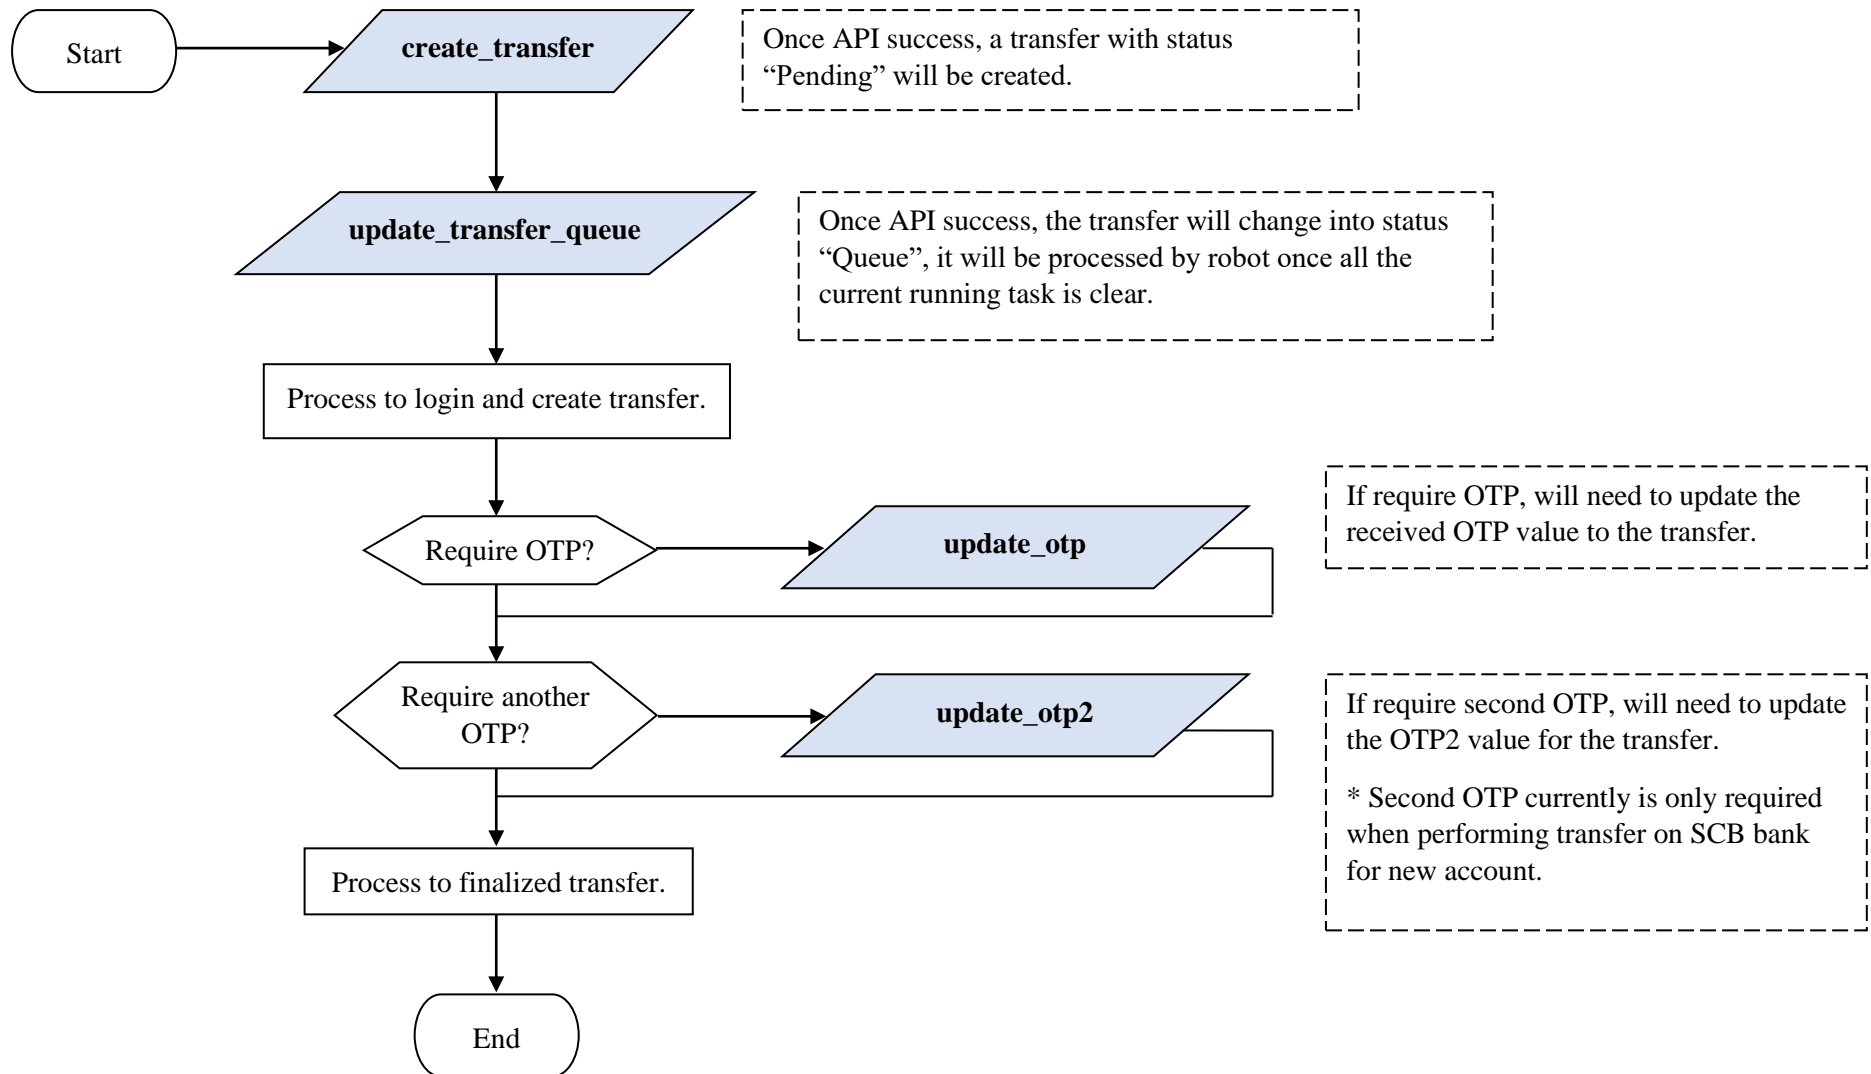 Start
create_transfer
Once API success, a transfer with status
“Pending” will be created.
update_transfer_queue
Once API success, the transfer will change into status
“Queue”, it will be processed by robot once all the
current running task is clear.
Process to login and create transfer.
Require OTP?
update_otp
If require OTP, will need to update the
received OTP value to the transfer.
Require another
OTP?
update_otp2
If require second OTP, will need to update
the OTP2 value for the transfer.
* Second OTP currently is only required
when performing transfer on SCB bank
for new account.
Process to finalized transfer.
End